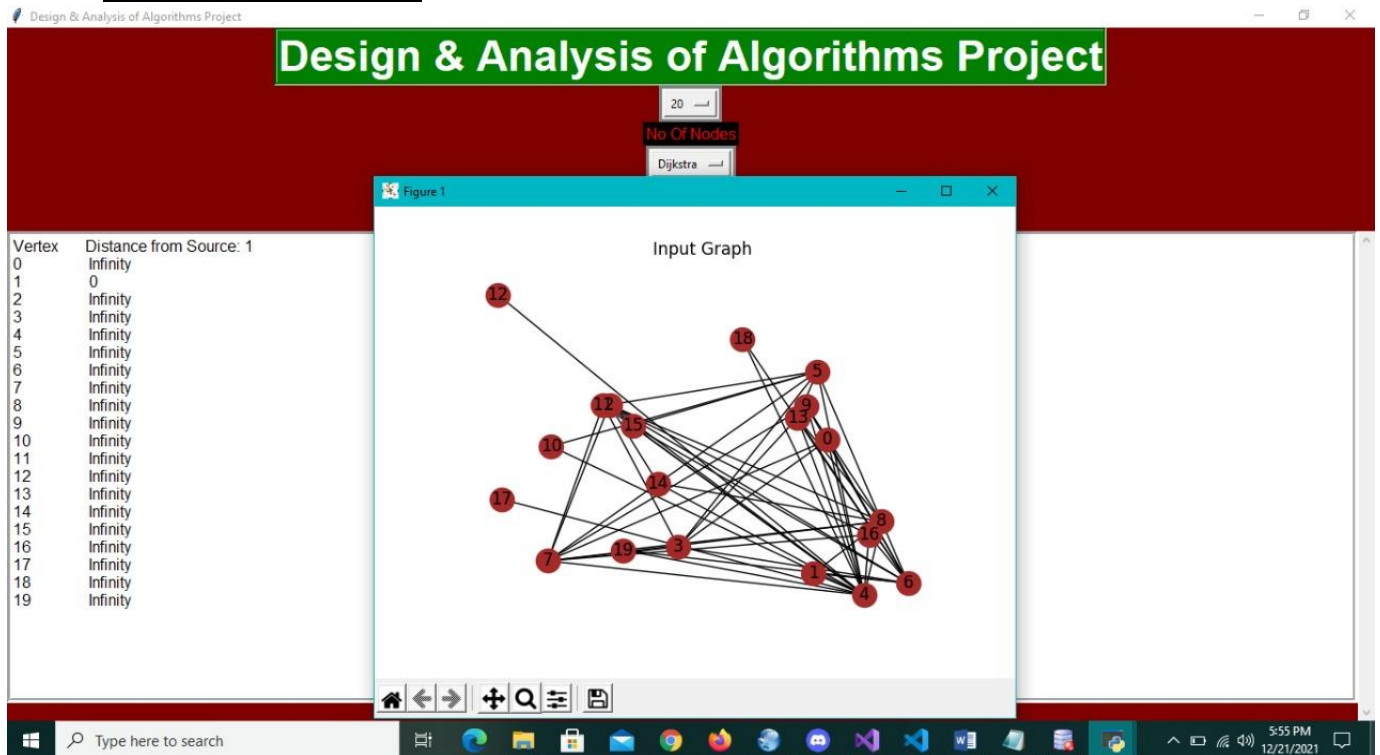 Design & Analysis of Algorithms Project
Design & Analysis of Algorithms Project
20
No Of Nodes
Dijkstra
Figure 1
Vertex Distance from Source: 1
0 Infinity
1 0
2 Infinity
3 Infinity
4 Infinity
5 Infinity
6 Infinity
7 Infinity
8 Infinity
9 Infinity
10 Infinity
11 Infinity
12 Infinity
13 Infinity
14 Infinity
15 Infinity
16 Infinity
17 Infinity
18 Infinity
19 Infinity
Input Graph
12
18
5
2
9
13
15
0
10
14
17
8
16
3
19
7
1
6
4
Type here to search
5:55 PM
12/21/2021